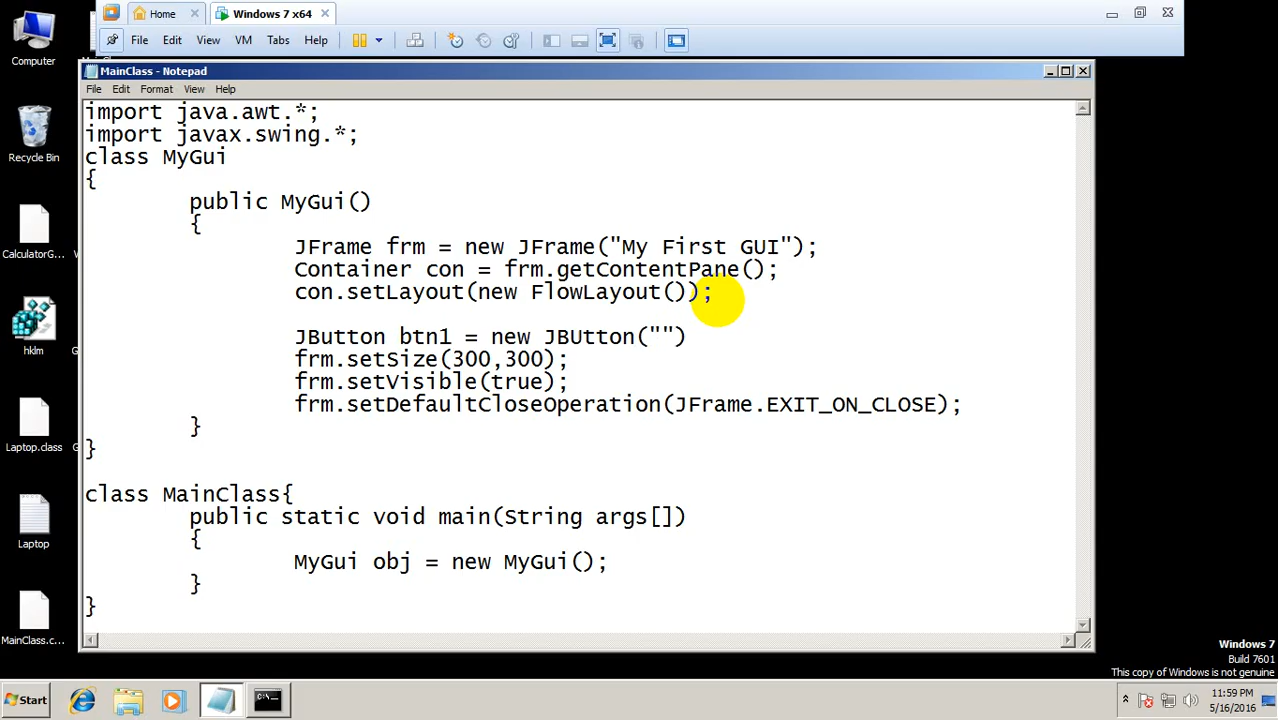 Home
Windows 7 x64
File Edit View VM Tabs Help
Computer
MainClass - Notepad
File Edit Format View Help
import java.awt.*;
import javax.swing.*;
class MyGui
{
public MyGui()
{
JFrame frm = new JFrame("My First GUI");
Container con = frm.getContentPane();
con.setLayout(new FlowLayout());
JButton btn1 = new JBUtton("")
frm.setSize(300,300);
frm.setVisible(true);
frm.setDefaultCloseOperation(JFrame.EXIT_ON_CLOSE);
}
}
class MainClass{
public static void main(String args[])
{
MyGui obj = new MyGui();
}
}
Recycle Bin
CalculatorG...
hklm
Laptop.class
Laptop
MainClass.c...
Windows 7
Build 7601
This copy of Windows is not genuine
Start
C:\_
11:59 PM
5/16/2016